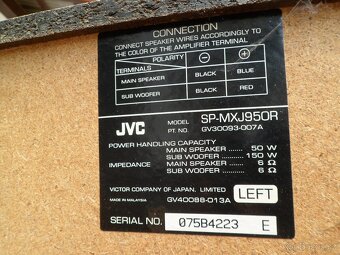 CONNECTION
CONNECT SPEAKER WIRES ACCORDINGLY TO
THE COLOR OF THE AMPLIFIER TERMINAL
POLARITY - +
TERMINALS
MAIN SPEAKER BLACK BLUE
SUB WOOFER BLACK RED
JVC MODEL SP-MXJ950R
PT. NO. GV30093-007A
POWER HANDLING CAPACITY
MAIN SPEAKER 50 W
SUB WOOFER 150 W
IMPEDANCE MAIN SPEAKER 6 Ω
SUB WOOFER 6 Ω
VICTOR COMPANY OF JAPAN, LIMITED
LEFT
MADE IN MALAYSIA GV40088-013A
SERIAL NO. 075B4223 E